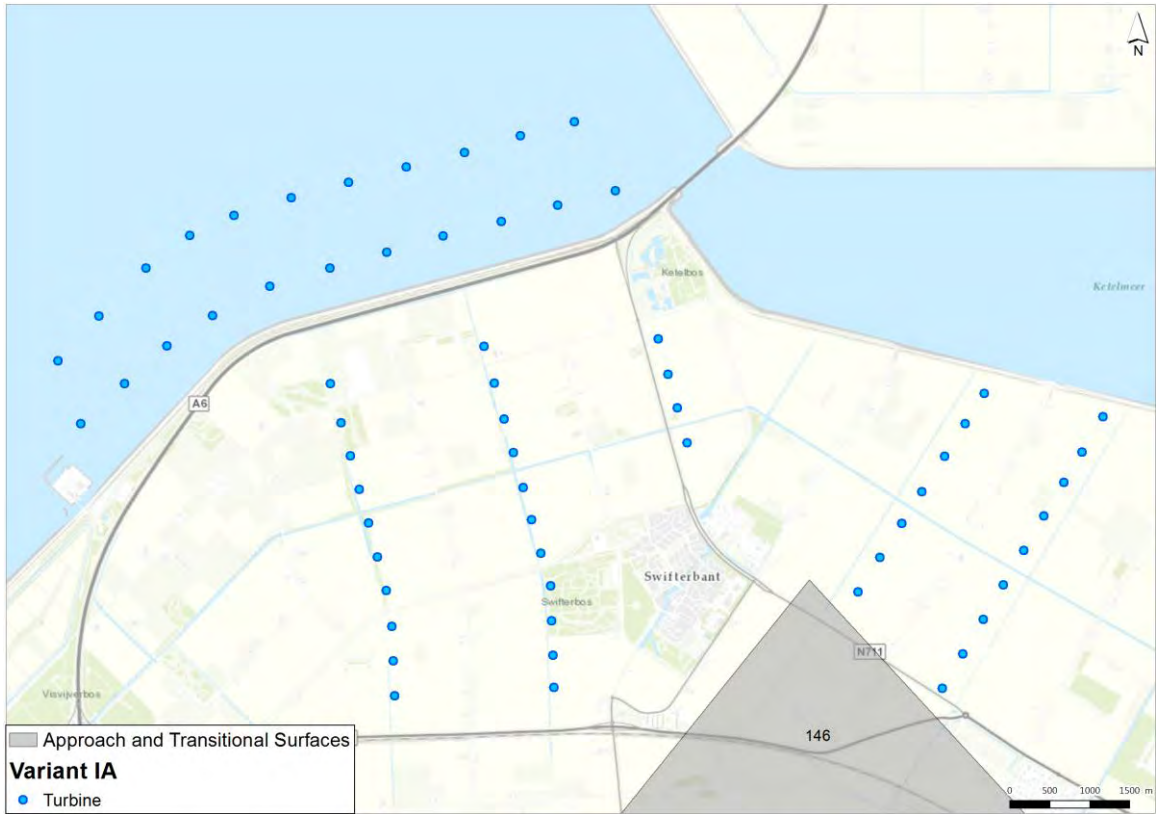 N
Ketelbos
Ketelmeer
A6
Swifterbant
Swifterbos
N711
Visvijverbos
146
Approach and Transitional Surfaces
Variant IA
Turbine
0 500 1000 1500 m